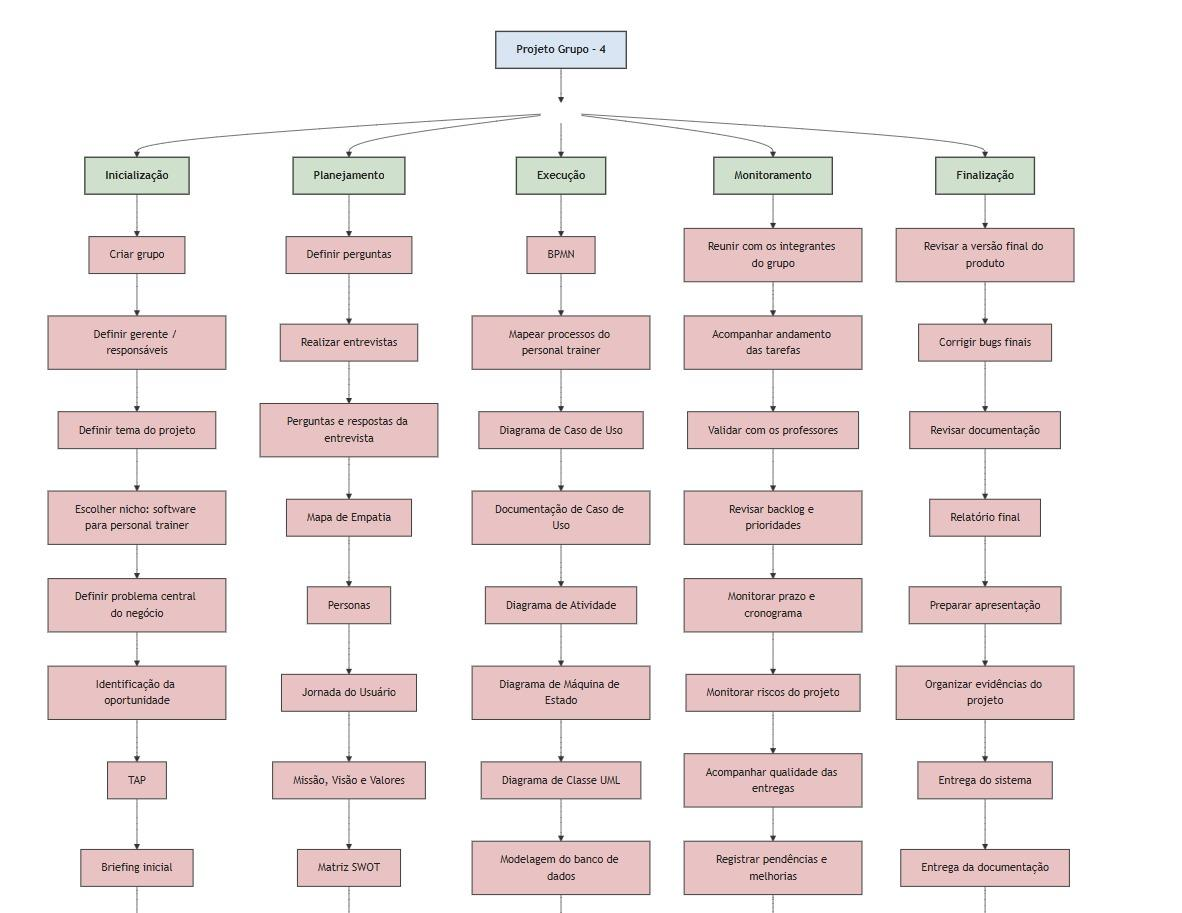 Projeto Grupo - 4
Inicialização
Planejamento
Execução
Monitoramento
Finalização
Criar grupo
Definir perguntas
BPMN
Reunir com os integrantes
do grupo
Revisar a versão final do
produto
Definir gerente /
responsáveis
Realizar entrevistas
Mapear processos do
personal trainer
Acompanhar andamento
das tarefas
Corrigir bugs finais
Definir tema do projeto
Perguntas e respostas da
entrevista
Diagrama de Caso de Uso
Validar com os professores
Revisar documentação
Escolher nicho: software
para personal trainer
Mapa de Empatia
Documentação de Caso de
Uso
Revisar backlog e
prioridades
Relatório final
Definir problema central
do negócio
Personas
Diagrama de Atividade
Monitorar prazo e
cronograma
Preparar apresentação
Identificação da
oportunidade
Jornada do Usuário
Diagrama de Máquina de
Estado
Monitorar riscos do projeto
Organizar evidências do
projeto
TAP
Missão, Visão e Valores
Diagrama de Classe UML
Acompanhar qualidade das
entregas
Entrega do sistema
Briefing inicial
Matriz SWOT
Modelagem do banco de
dados
Registrar pendências e
melhorias
Entrega da documentação